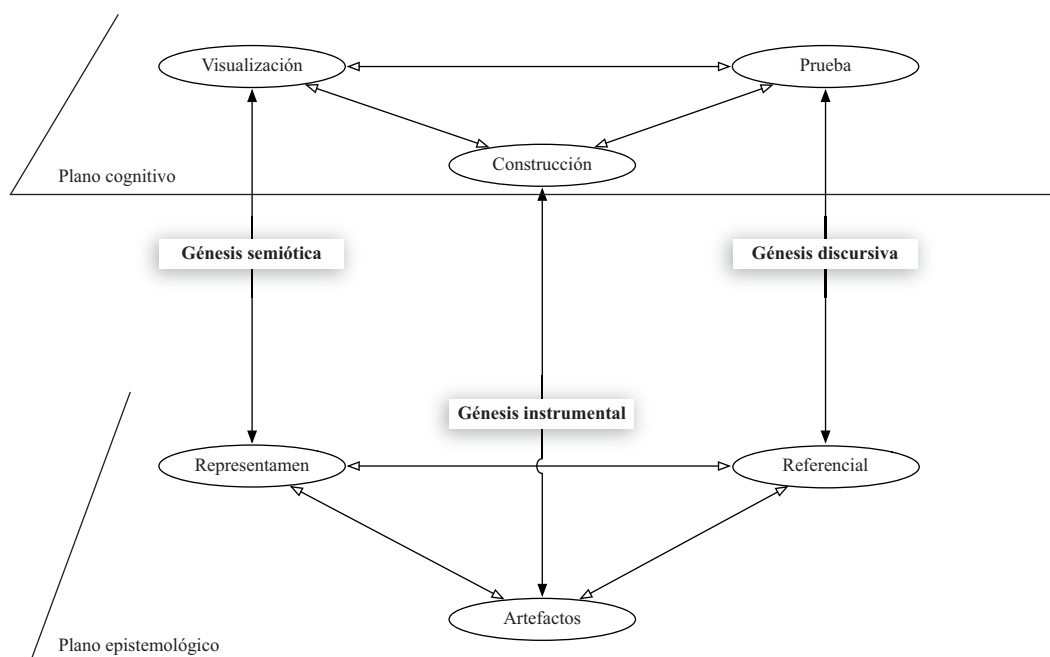 Visualización
Prueba
Construcción
Plano cognitivo
Génesis semiótica
Génesis discursiva
Génesis instrumental
Representamen
Referencial
Artefactos
Plano epistemológico